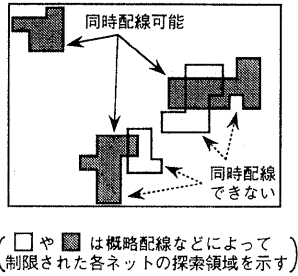 同時配線可能
同時配線
できない
( □ や ■ は概略配線などによって
制限された各ネットの探索領域を示す )